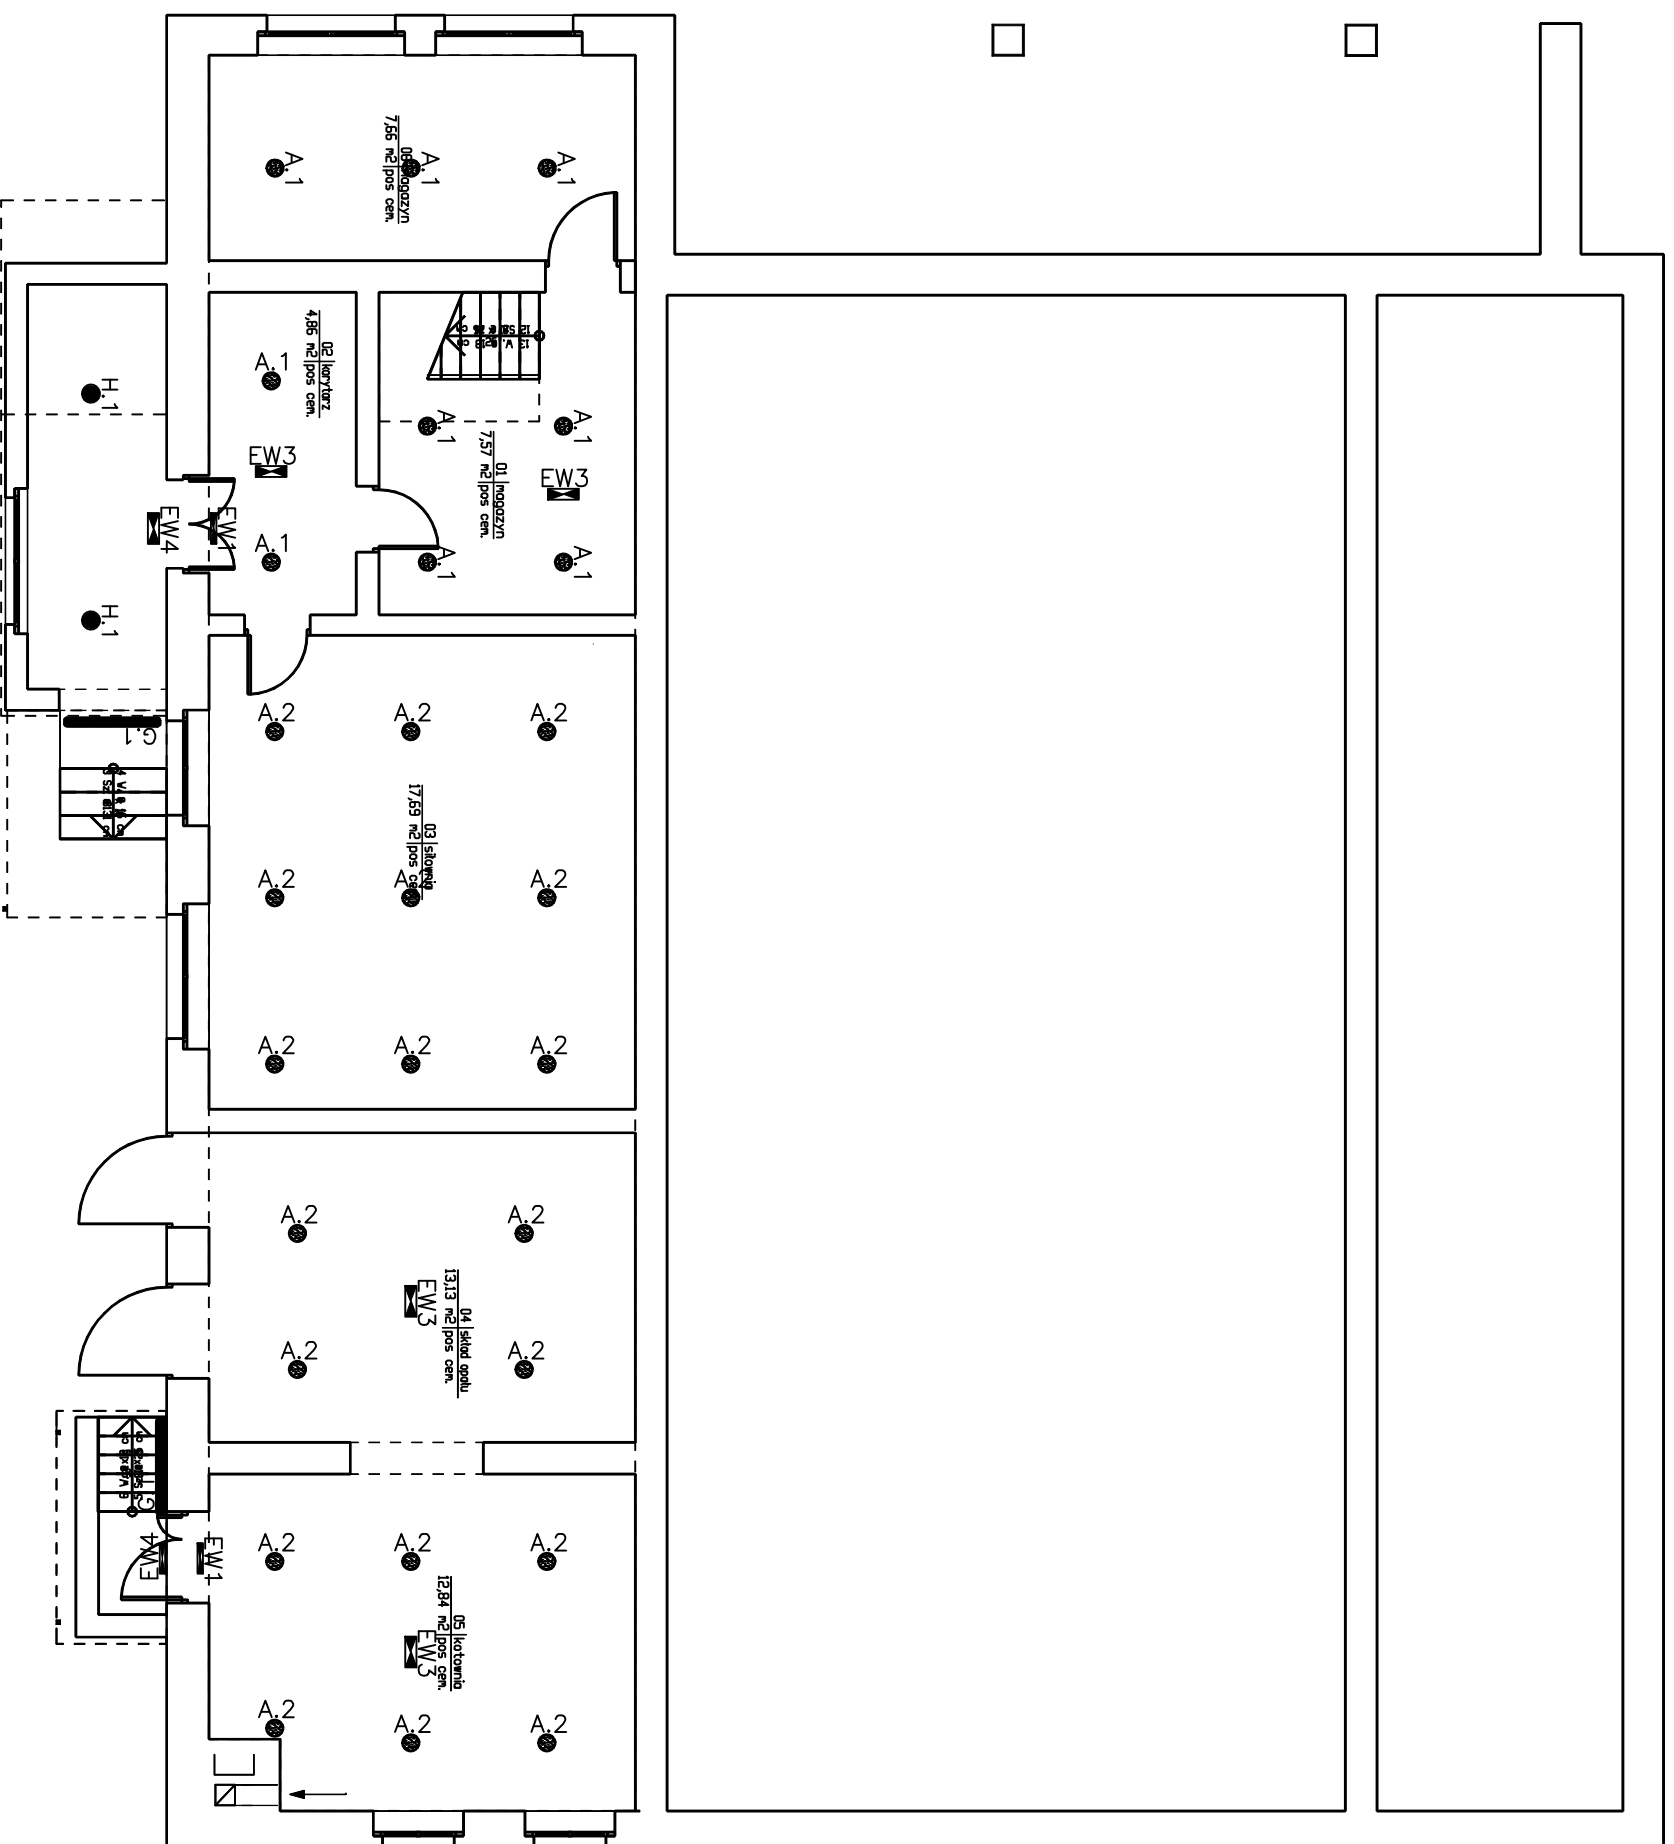 06 magazyn
7,66 m2 pos cem.
A.1
A.1
A.1
02 korytarz
4,86 m2 pos cem.
A.1
EW3
A.1
01 magazyn
7,57 m2 pos cem.
A.1
A.1
EW3
A.1
A.1
H.1
H.1
EW4
EW1
G.1
A.2
A.2
A.2
03 siłownia
17,69 m2 pos cem.
A.2
A.2
A.2
A.2
A.2
A.2
A.2
A.2
04 skład opału
13,13 m2 pos cem.
EW3
A.2
A.2
EW4
EW1
A.2
A.2
A.2
05 kotownia
12,84 m2 pos cem.
EW3
A.2
A.2
A.2